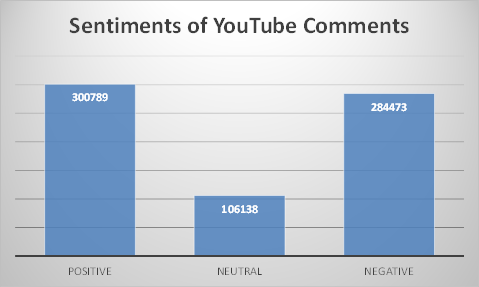 Sentiments of YouTube Comments
300789
106138
284473
POSITIVE
NEUTRAL
NEGATIVE